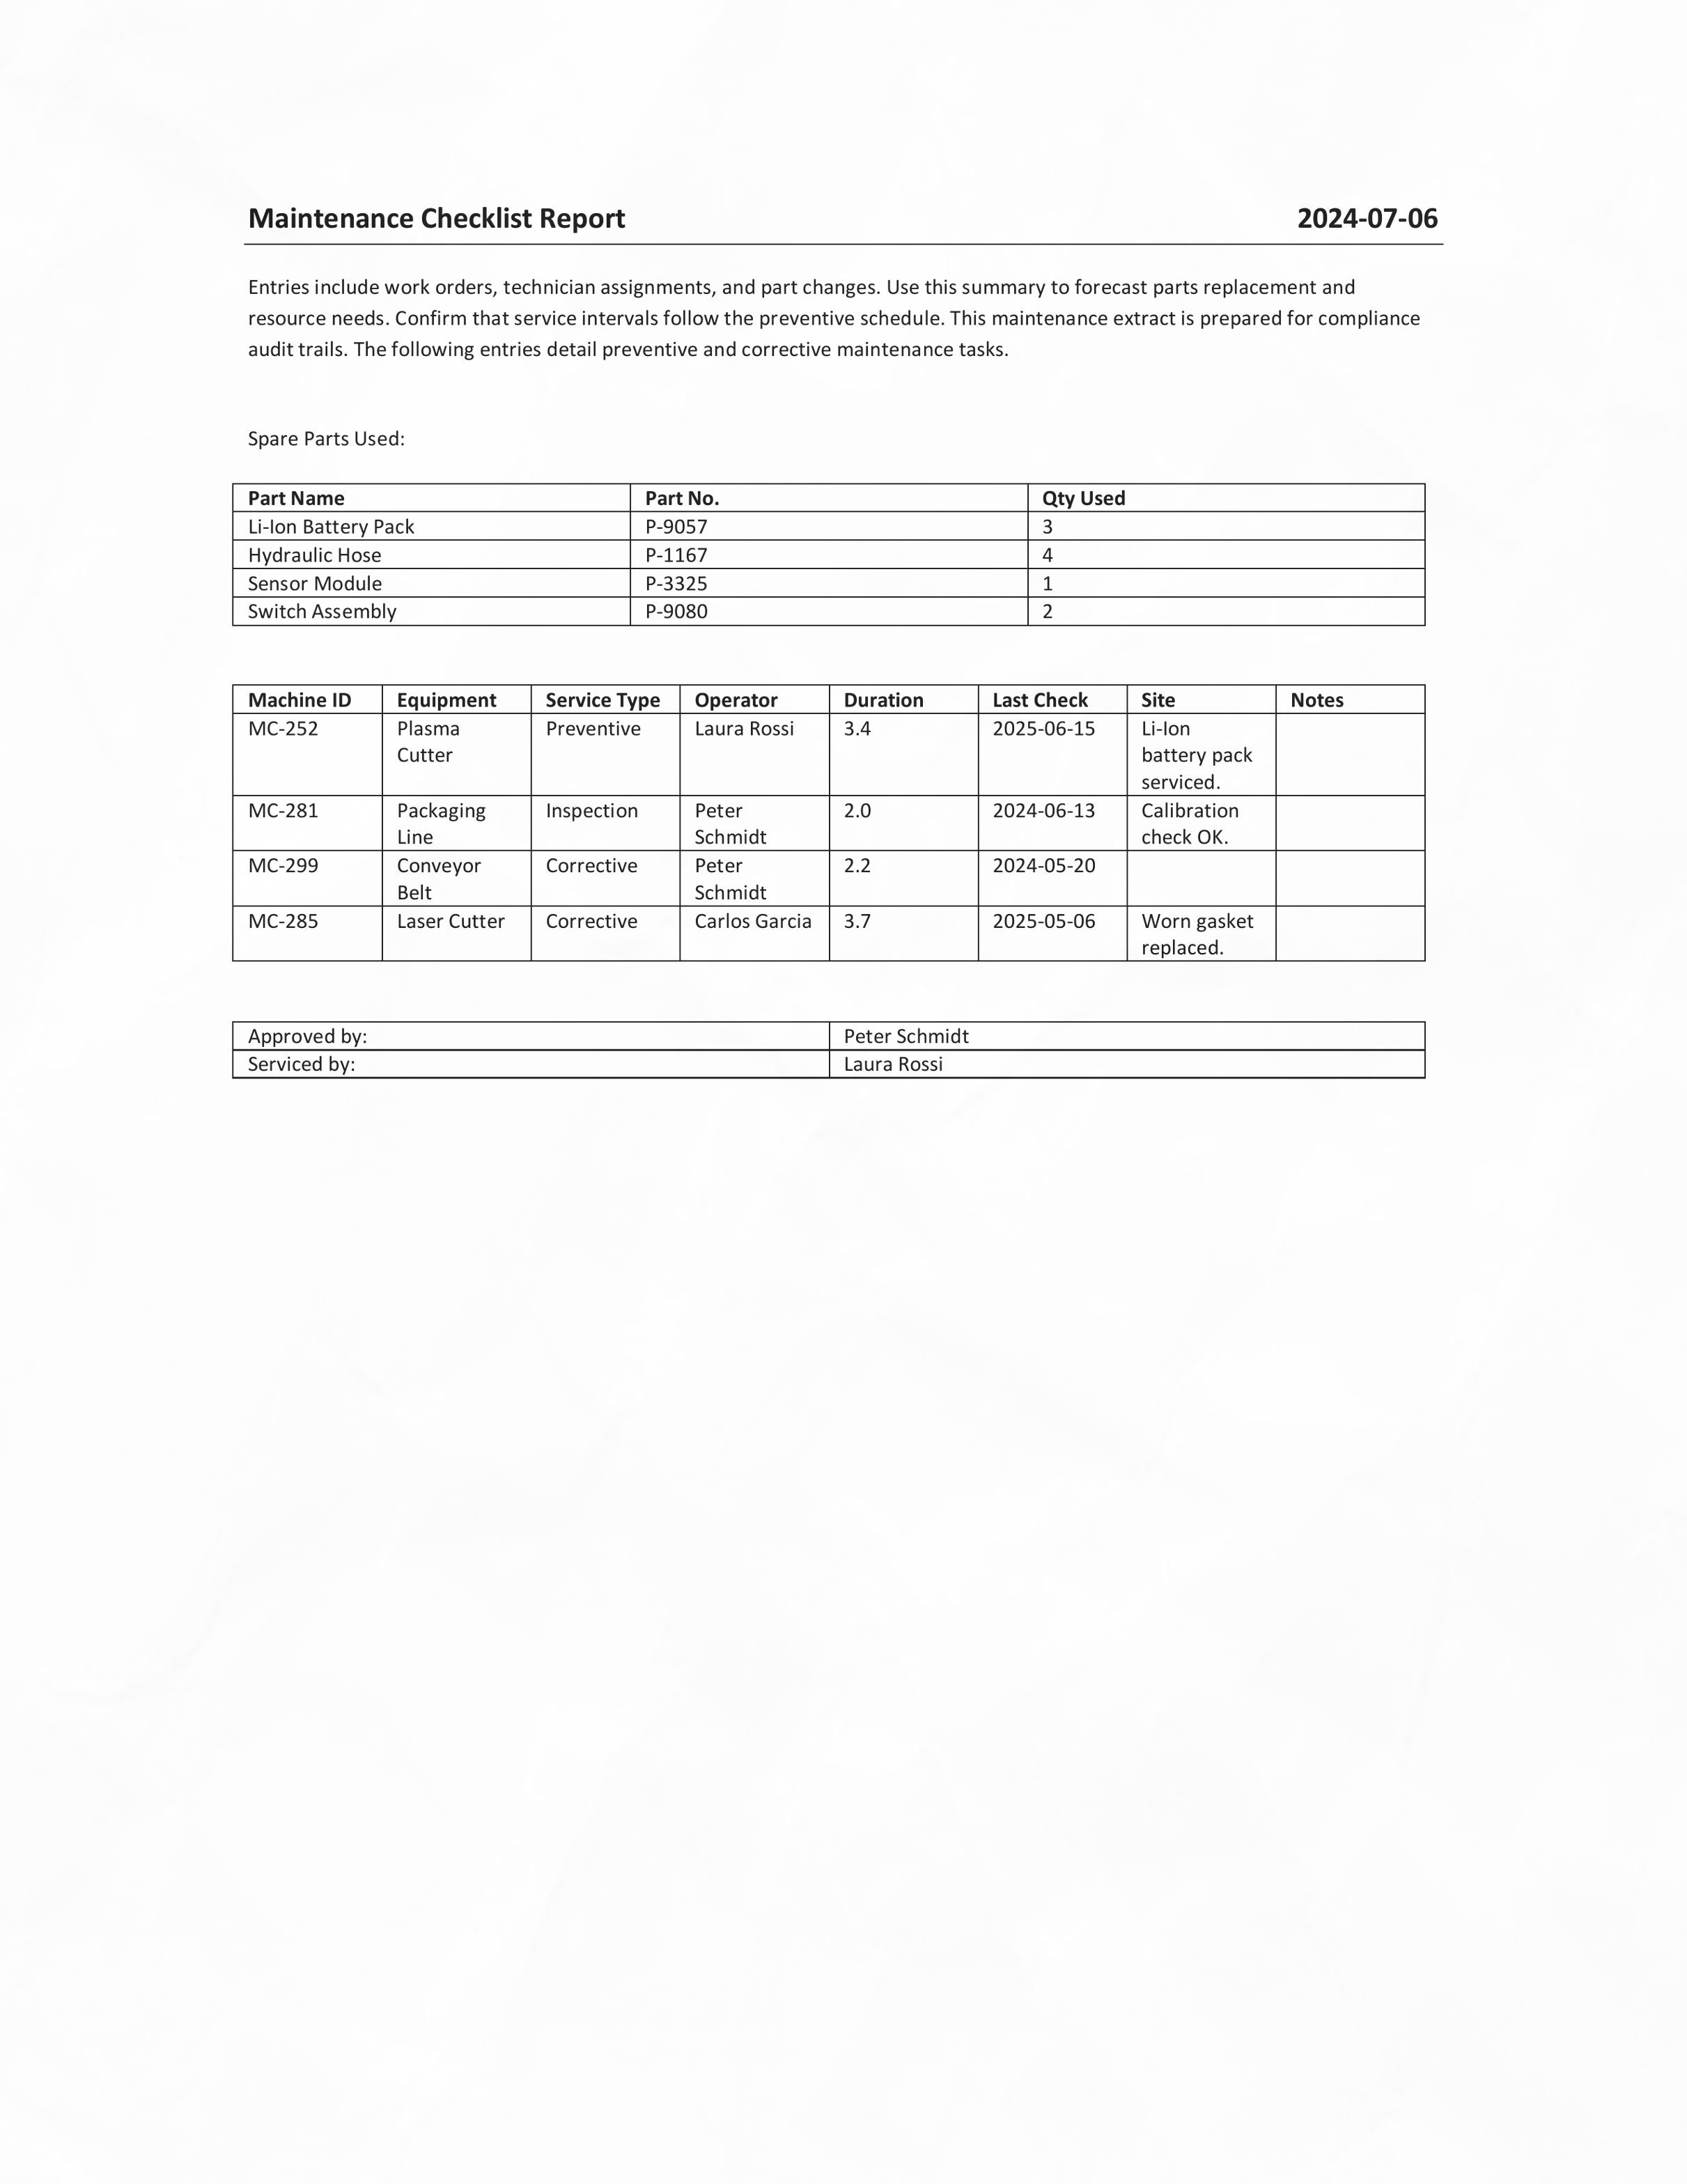 Maintenance Checklist Report 2024-07-06
Entries include work orders, technician assignments, and part changes. Use this summary to forecast parts replacement and
resource needs. Confirm that service intervals follow the preventive schedule. This maintenance extract is prepared for compliance
audit trails. The following entries detail preventive and corrective maintenance tasks.
Spare Parts Used:
Part Name Part No. Qty Used
Li-Ion Battery Pack P-9057 3
Hydraulic Hose P-1167 4
Sensor Module P-3325 1
Switch Assembly P-9080 2
Machine ID Equipment Service Type Operator Duration Last Check Site Notes
MC-252 Plasma Preventive Laura Rossi 3.4 2025-06-15 Li-Ion
Cutter battery pack
serviced.
MC-281 Packaging Inspection Peter 2.0 2024-06-13 Calibration
Line Schmidt check OK.
MC-299 Conveyor Corrective Peter 2.2 2024-05-20
Belt Schmidt
MC-285 Laser Cutter Corrective Carlos Garcia 3.7 2025-05-06 Worn gasket
replaced.
Approved by: Peter Schmidt
Serviced by: Laura Rossi